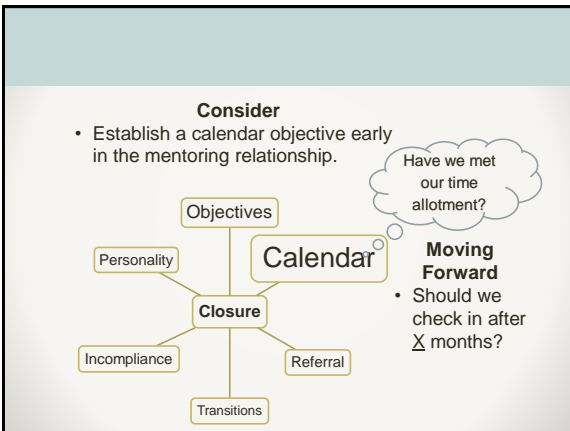 Consider
• Establish a calendar objective early
in the mentoring relationship.
Have we met
our time
allotment?
Objectives
Calendar
Personality
Closure
Moving
Forward
• Should we
check in after
X months?
Incompliance
Referral
Transitions